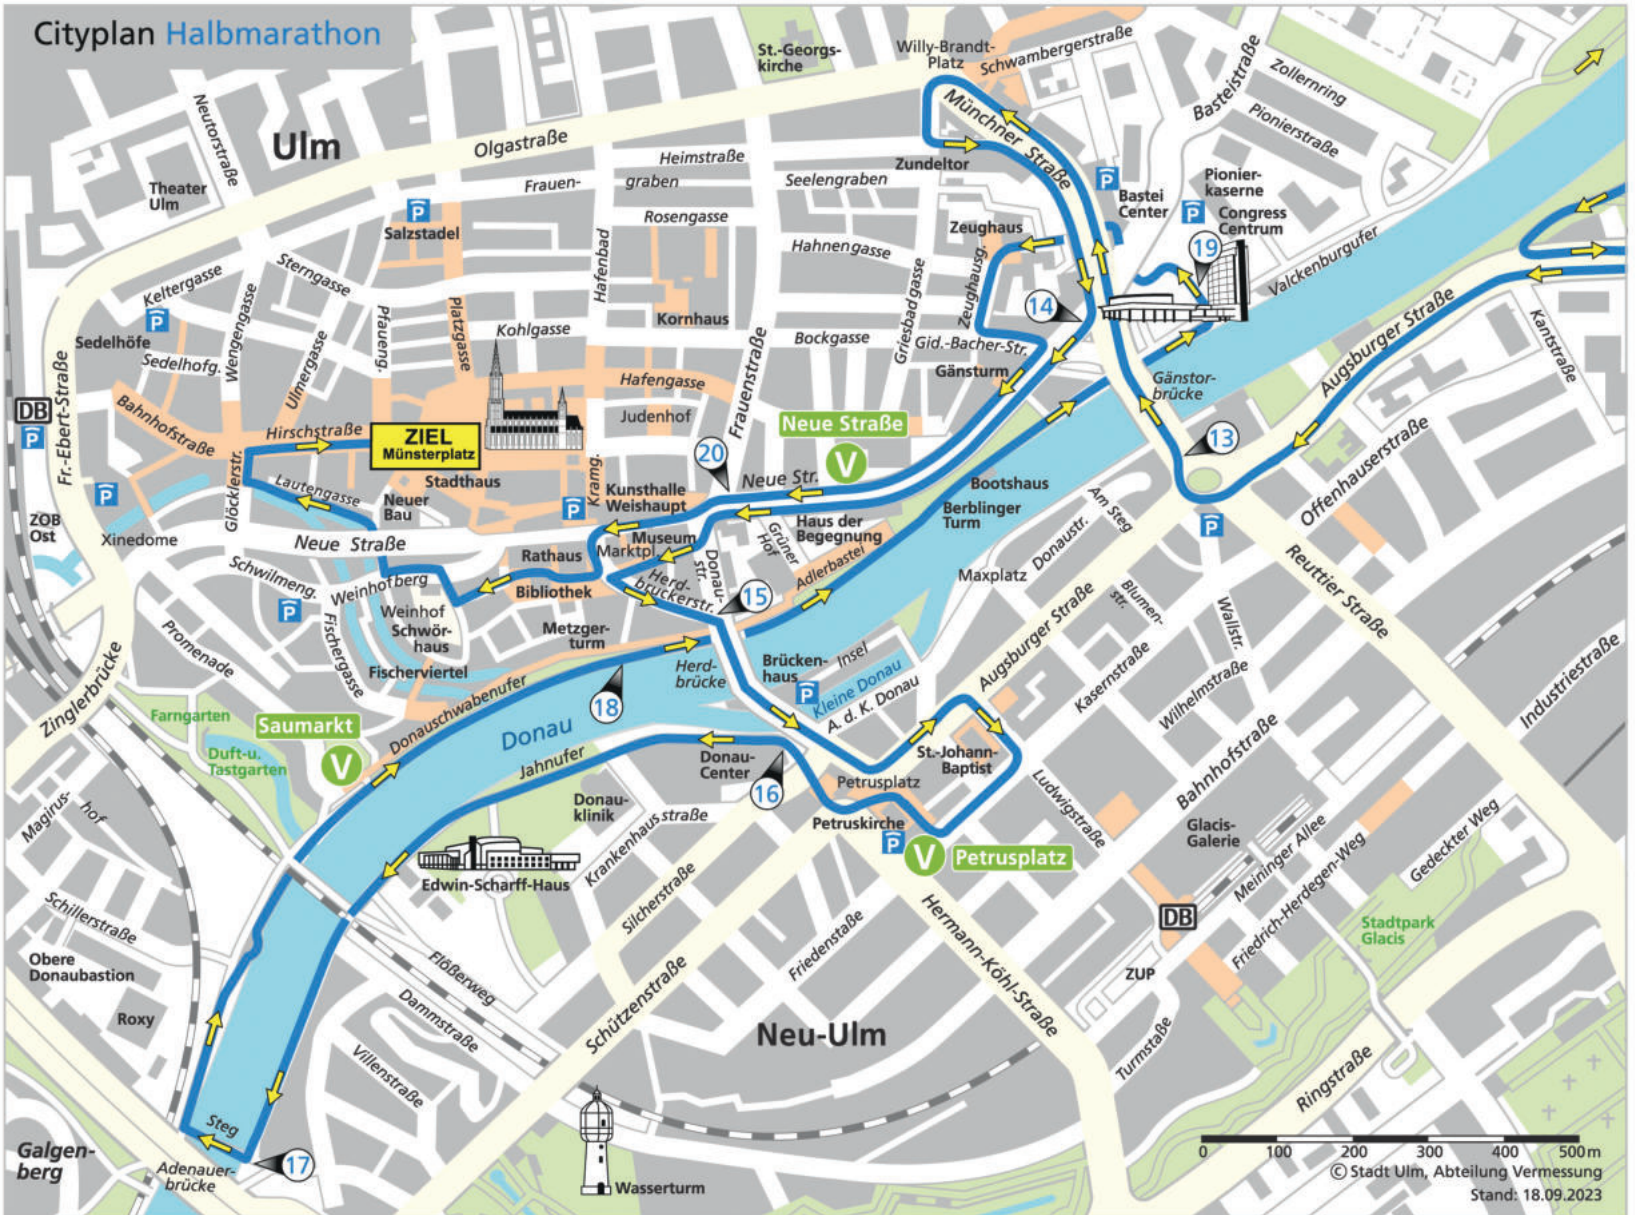 Cityplan Halbmarathon
Ulm
Neu-Ulm
St.-Georgs-
kirche
Willy-Brandt-
Platz
Schwambergerstraße
Basteistraße
Zollernring
Pionierstraße
Neutorstraße
Olgastraße
Münchner Straße
Zundeltor
Heimstraße
Frauen-
graben
Seelengraben
Theater
Ulm
P
Salzstadel
Rosengasse
P
Bastei
Center
Pionier-
kaserne
P
Congress
Centrum
Zeughaus
Hahnengasse
Hafenbad
19
Valckenburgufer
Sterngasse
Keltergasse
Wengengasse
Platzgasse
Pfaueng.
Griesbadgasse
Zeughausg.
14
P
Sedelhöfe
Sedelhofg.
Ulmergasse
Kohlgasse
Kornhaus
Bockgasse
Gid.-Bacher-Str.
Gänsturm
Gänstor-
brücke
Augsburger Straße
Kantstraße
Fr.-Ebert-Straße
Frauenstraße
Hafengasse
Judenhof
DB
P
Bahnhofstraße
Hirschstraße
ZIEL
Münsterplatz
Neue Straße
V
13
Offenhauserstraße
20
Stadthaus
Kramg.
Kunsthalle
Weishaupt
Neue Str.
Bootshaus
Berblinger
Turm
Glöcklerstr.
Lautengasse
Neuer
Bau
P
P
ZOB
Ost
Xinedome
Neue Straße
Rathaus
Marktpl.
Museum
Haus der
Begegnung
Grüner
Hof
Donau-
str.
Am Steg
P
Adlerbastei
Donaustr.
Maxplatz
Reuttier Straße
Schwilmeng.
Weinhofberg
Bibliothek
Herd-
brückerstr.
15
P
Weinhof
Schwör-
haus
Metzger-
turm
Augsburger Straße
Blumen-
str.
Wallstr.
Promenade
Fischergasse
Fischerviertel
Herd-
brücke
Brücken-
haus
Insel
P
Kleine Donau
A. d. K. Donau
Kasernstraße
Wilhelmstraße
Industriestraße
Zinglerbrücke
Farngarten
Saumarkt
V
Donauschwabenufer
18
Donau
Duft-u.
Tastgarten
Jahnufer
Donau-
Center
16
St.-Johann-
Baptist
Petrusplatz
Bahnhofstraße
Ludwigstraße
Magirus-
hof
Donau-
klinik
Krankenhausstraße
Petruskirche
P
V
Petrusplatz
Glacis-
Galerie
Meininger Allee
Gedeckter Weg
Edwin-Scharff-Haus
Silcherstraße
Friedrich-Herdegen-Weg
Schillerstraße
DB
Stadtpark
Glacis
Obere
Donaubastion
Flößerweg
Friedenstaße
Hermann-Köhl-Straße
ZUP
Roxy
Dammstraße
Schützenstraße
Villenstraße
Turmstaße
Ringstraße
Steg
17
Galgen-
berg
Adenauer-
brücke
Wasserturm
0 100 200 300 400 500 m
© Stadt Ulm, Abteilung Vermessung
Stand: 18.09.2023